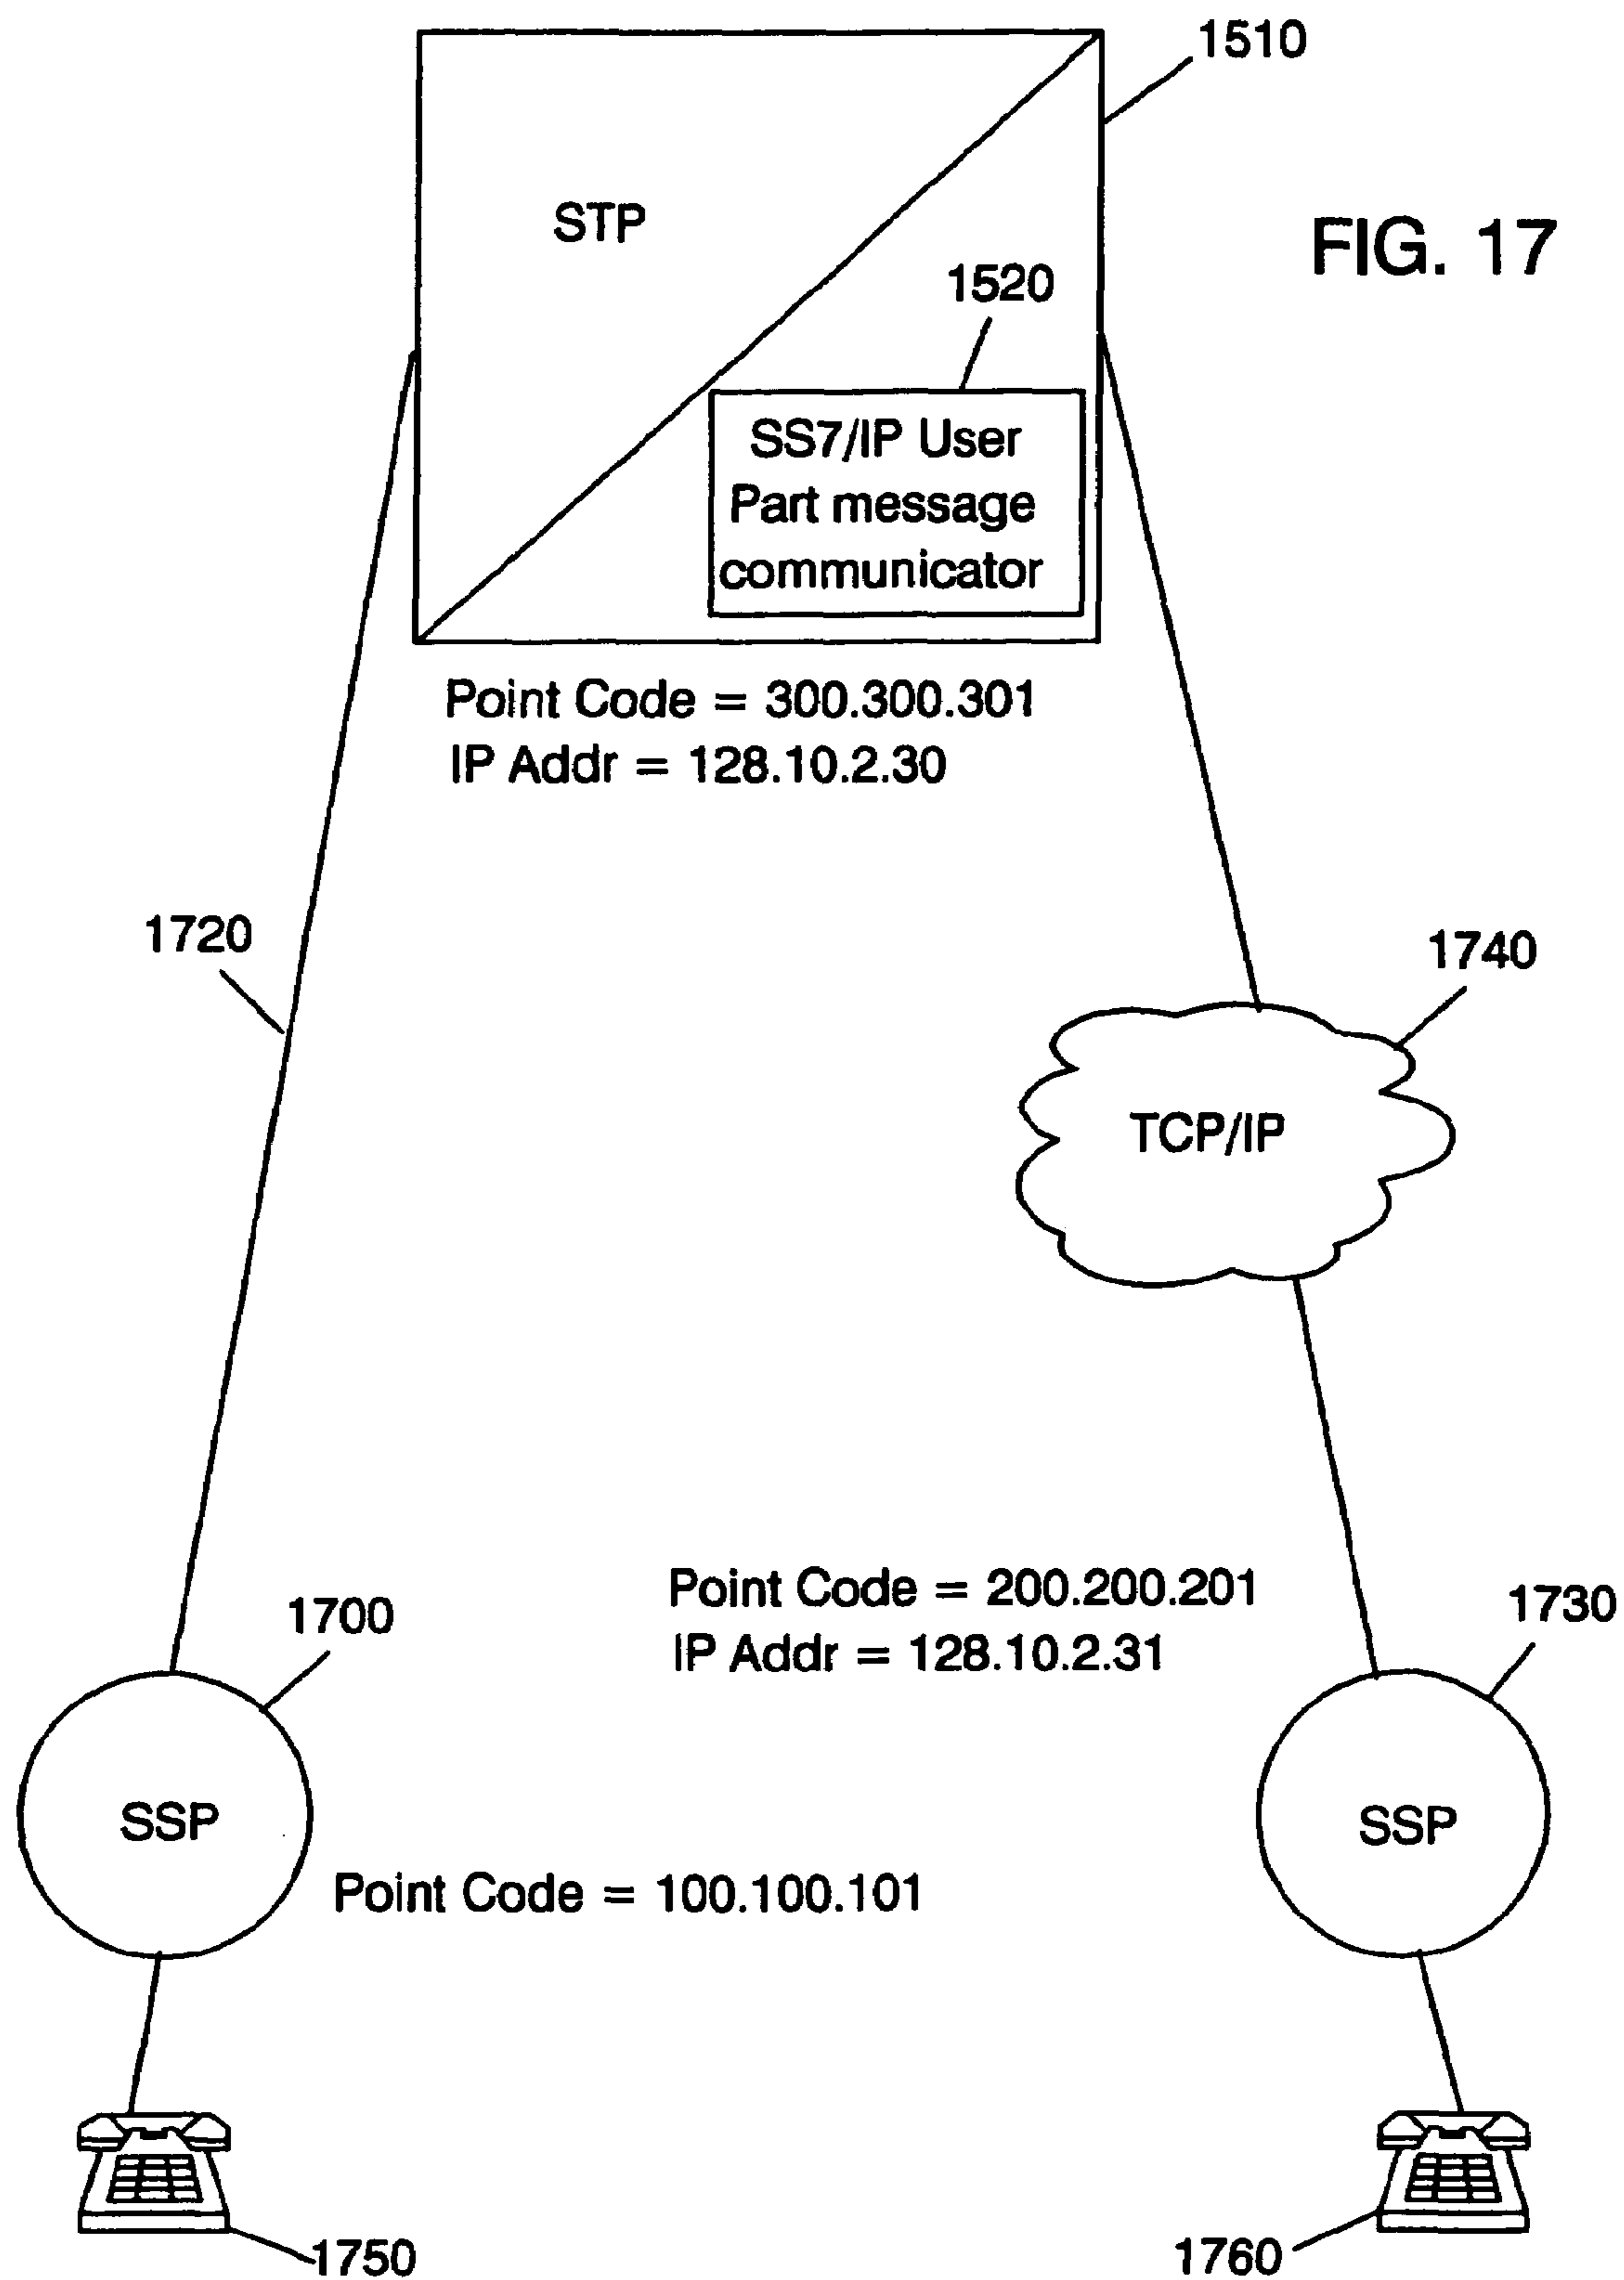 1510
STP
FIG. 17
1520
SS7/IP User
Part message
communicator
Point Code = 300.300.301
IP Addr = 128.10.2.30
1720
1740
TCP/IP
Point Code = 200.200.201
IP Addr = 128.10.2.31
1700
1730
SSP
SSP
Point Code = 100.100.101
1750
1760